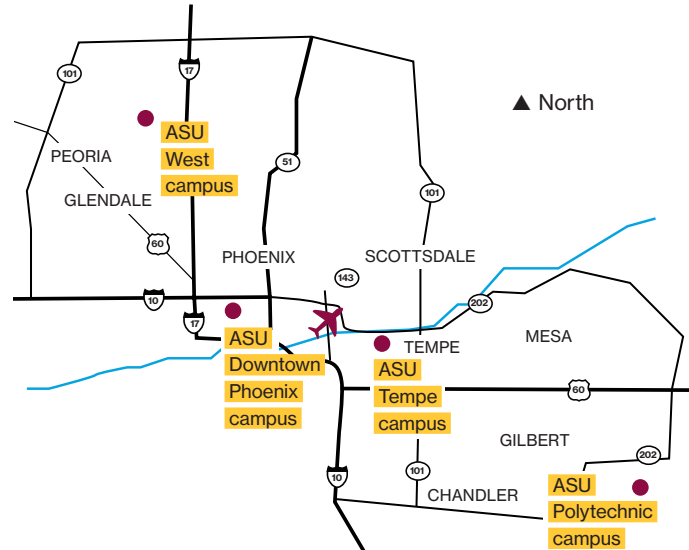 17
101
▲ North
ASU
West
campus
PEORIA
51
101
GLENDALE
60
PHOENIX
SCOTTSDALE
143
10
202
17
ASU
Downtown
Phoenix
campus
TEMPE
MESA
ASU
Tempe
campus
60
GILBERT
202
101
10
CHANDLER
ASU
Polytechnic
campus